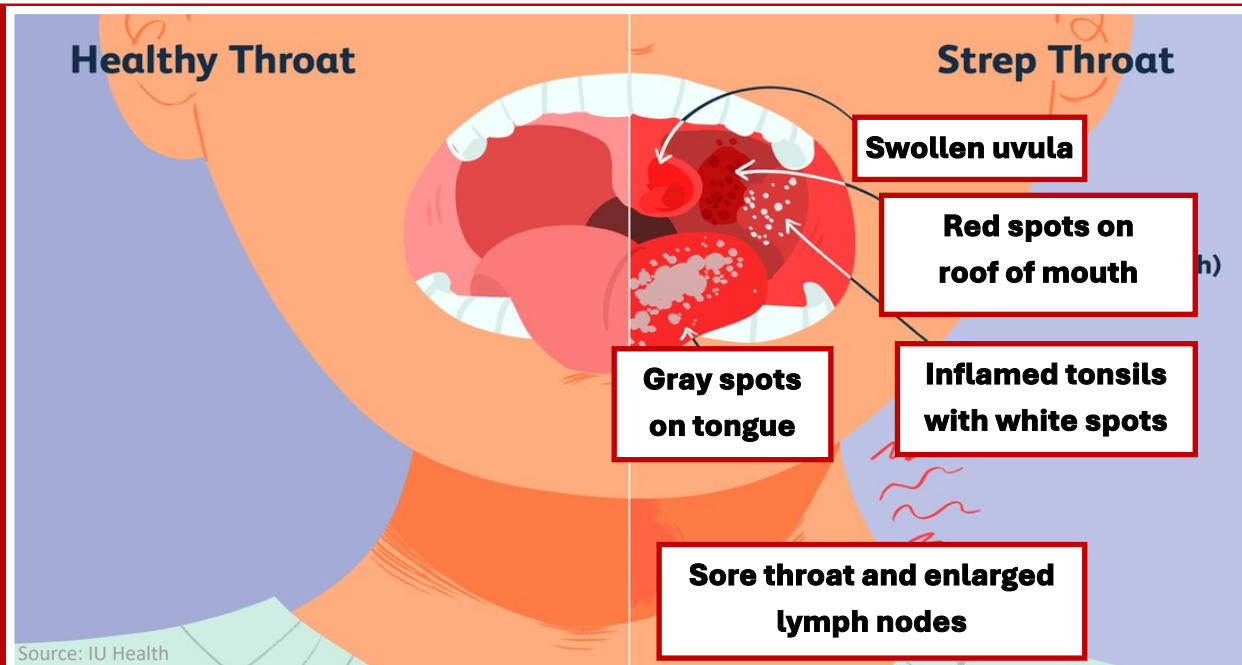 Healthy Throat
Strep Throat
Swollen uvula
Red spots on
roof of mouth
h)
Inflamed tonsils
with white spots
Gray spots
on tongue
Sore throat and enlarged
lymph nodes
Source: IU Health